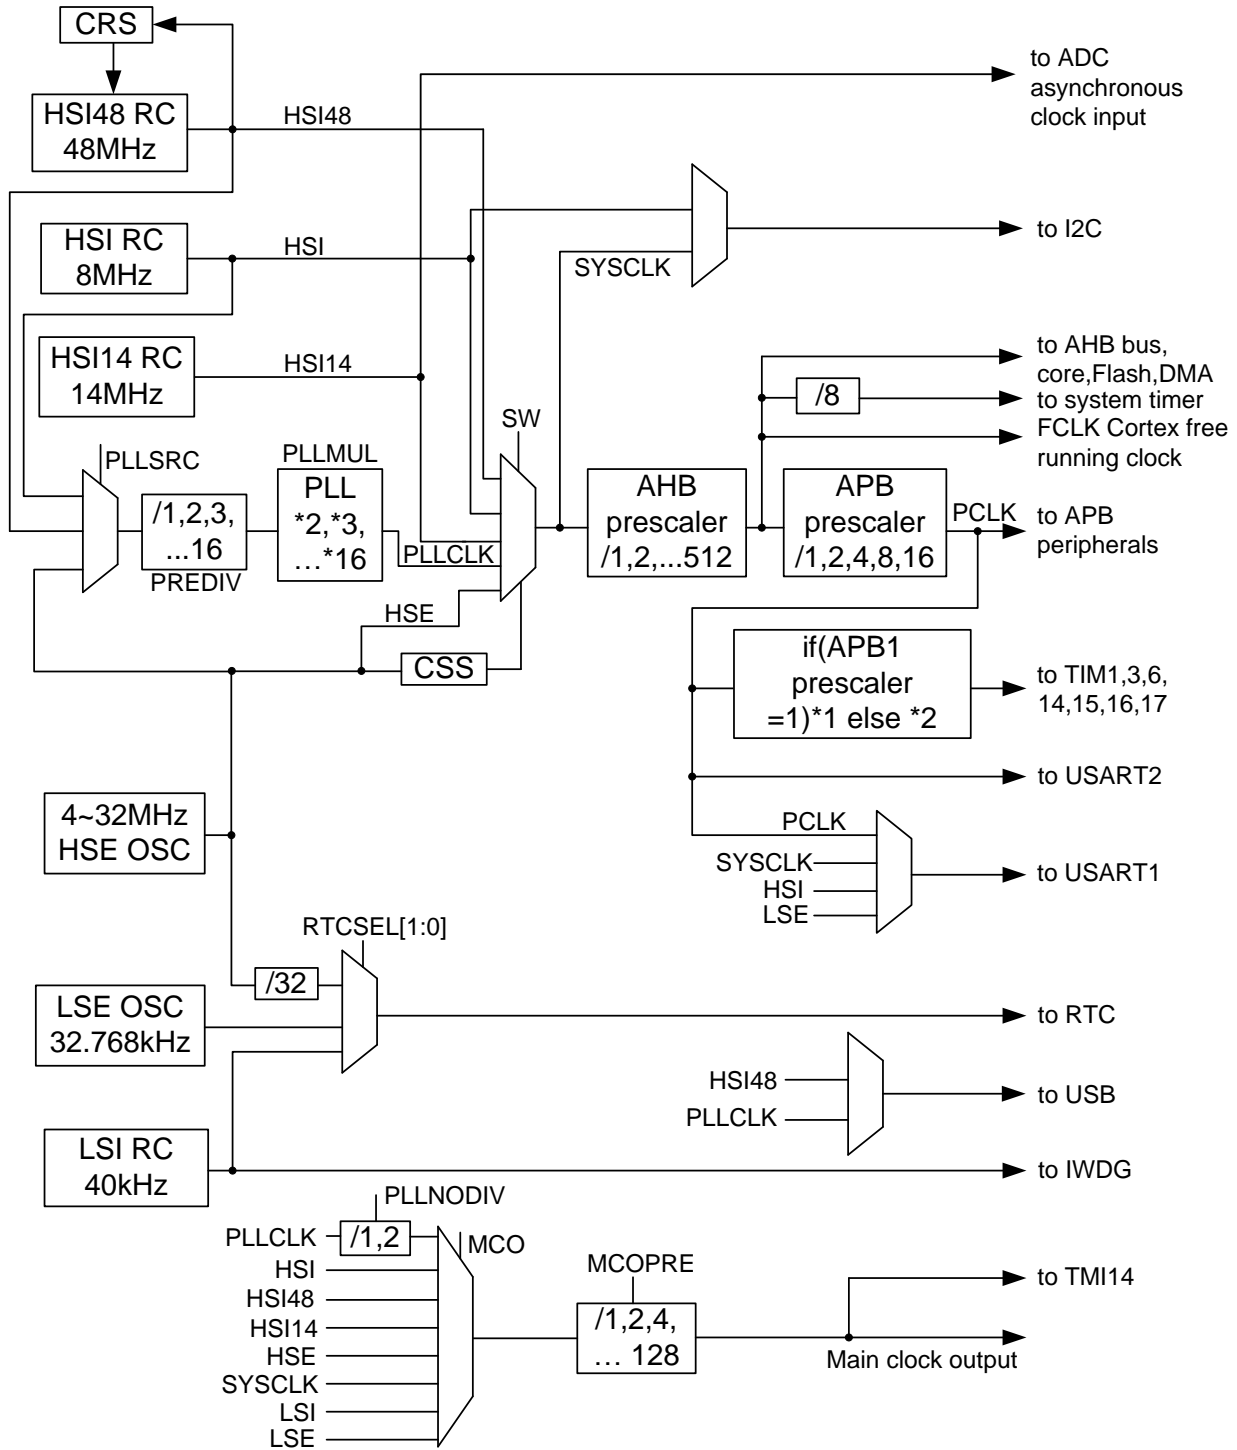 CRS
to ADC
asynchronous
clock input
HSI48 RC
48MHz
HSI48
HSI RC
8MHz
HSI
SYSCLK
to I2C
HSI14 RC
14MHz
HSI14
to AHB bus,
core,Flash,DMA
/8
to system timer
FCLK Cortex free
running clock
SW
PLLSRC
PLLMUL
/1,2,3,
...16
PREDIV
PLL
*2,*3,
...*16
PLLCLK
AHB
prescaler
/1,2,...512
APB
prescaler
/1,2,4,8,16
PCLK
to APB
peripherals
HSE
CSS
if(APB1
prescaler
=1)*1 else *2
to TIM1,3,6,
14,15,16,17
to USART2
4~32MHz
HSE OSC
PCLK
SYSCLK
HSI
LSE
to USART1
RTCSEL[1:0]
/32
LSE OSC
32.768kHz
to RTC
HSI48
PLLCLK
to USB
LSI RC
40kHz
to IWDG
PLLNODIV
PLLCLK
/1,2
MCO
HSI
HSI48
HSI14
HSE
SYSCLK
LSI
LSE
MCOPRE
/1,2,4,
... 128
to TMI14
Main clock output